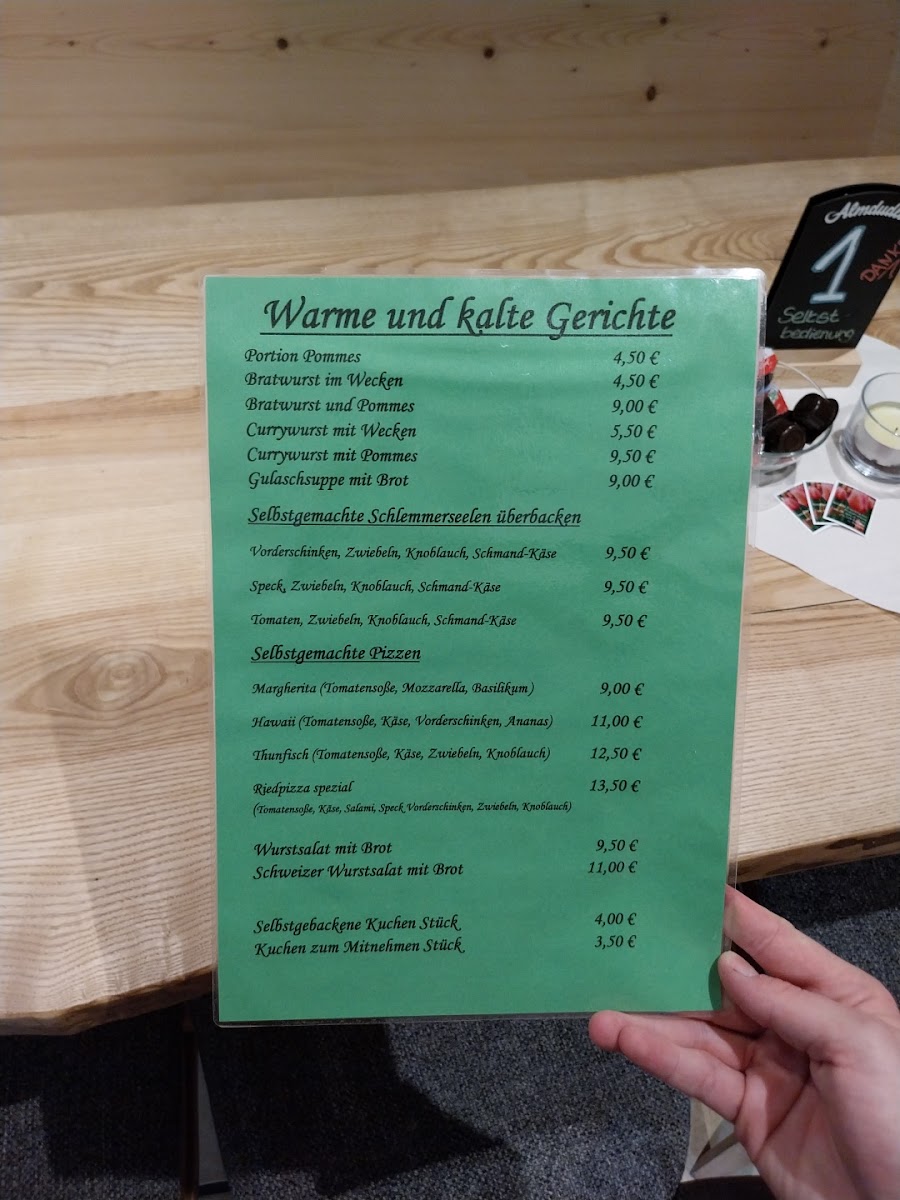 Warme und kalte Gerichte
Portion Pommes 4,50 €
Bratwurst im Wecken 4,50 €
Bratwurst und Pommes 9,00 €
Currywurst mit Wecken 5,50 €
Currywurst mit Pommes 9,50 €
Gulaschsuppe mit Brot 9,00 €
Selbstgemachte Schlemmerseelen überbacken
Vorderschinken, Zwiebeln, Knoblauch, Schmand-Käse 9,50 €
Speck, Zwiebeln, Knoblauch, Schmand-Käse 9,50 €
Tomaten, Zwiebeln, Knoblauch, Schmand-Käse 9,50 €
Selbstgemachte Pizzen
Margherita (Tomatensoße, Mozzarella, Basilikum) 9,00 €
Hawaii (Tomatensoße, Käse, Vorderschinken, Ananas) 11,00 €
Thunfisch (Tomatensoße, Käse, Zwiebeln, Knoblauch) 12,50 €
Riedpizza spezial 13,50 €
(Tomatensoße, Käse, Salami, Speck Vorderschinken, Zwiebeln, Knoblauch)
Wurstsalat mit Brot 9,50 €
Schweizer Wurstsalat mit Brot 11,00 €
Selbstgebackene Kuchen Stück 4,00 €
Kuchen zum Mitnehmen Stück 3,50 €
1
Selbst
bedienung